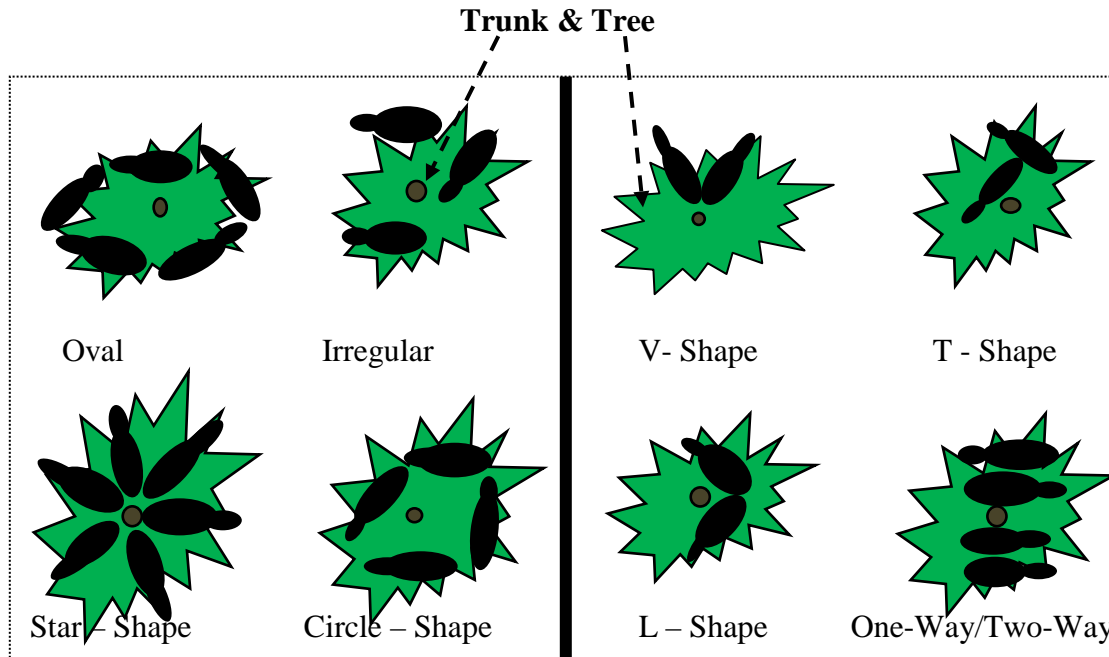 Trunk & Tree
Oval Irregular V- Shape T - Shape
Star – Shape Circle – Shape L – Shape One-Way/Two-Way